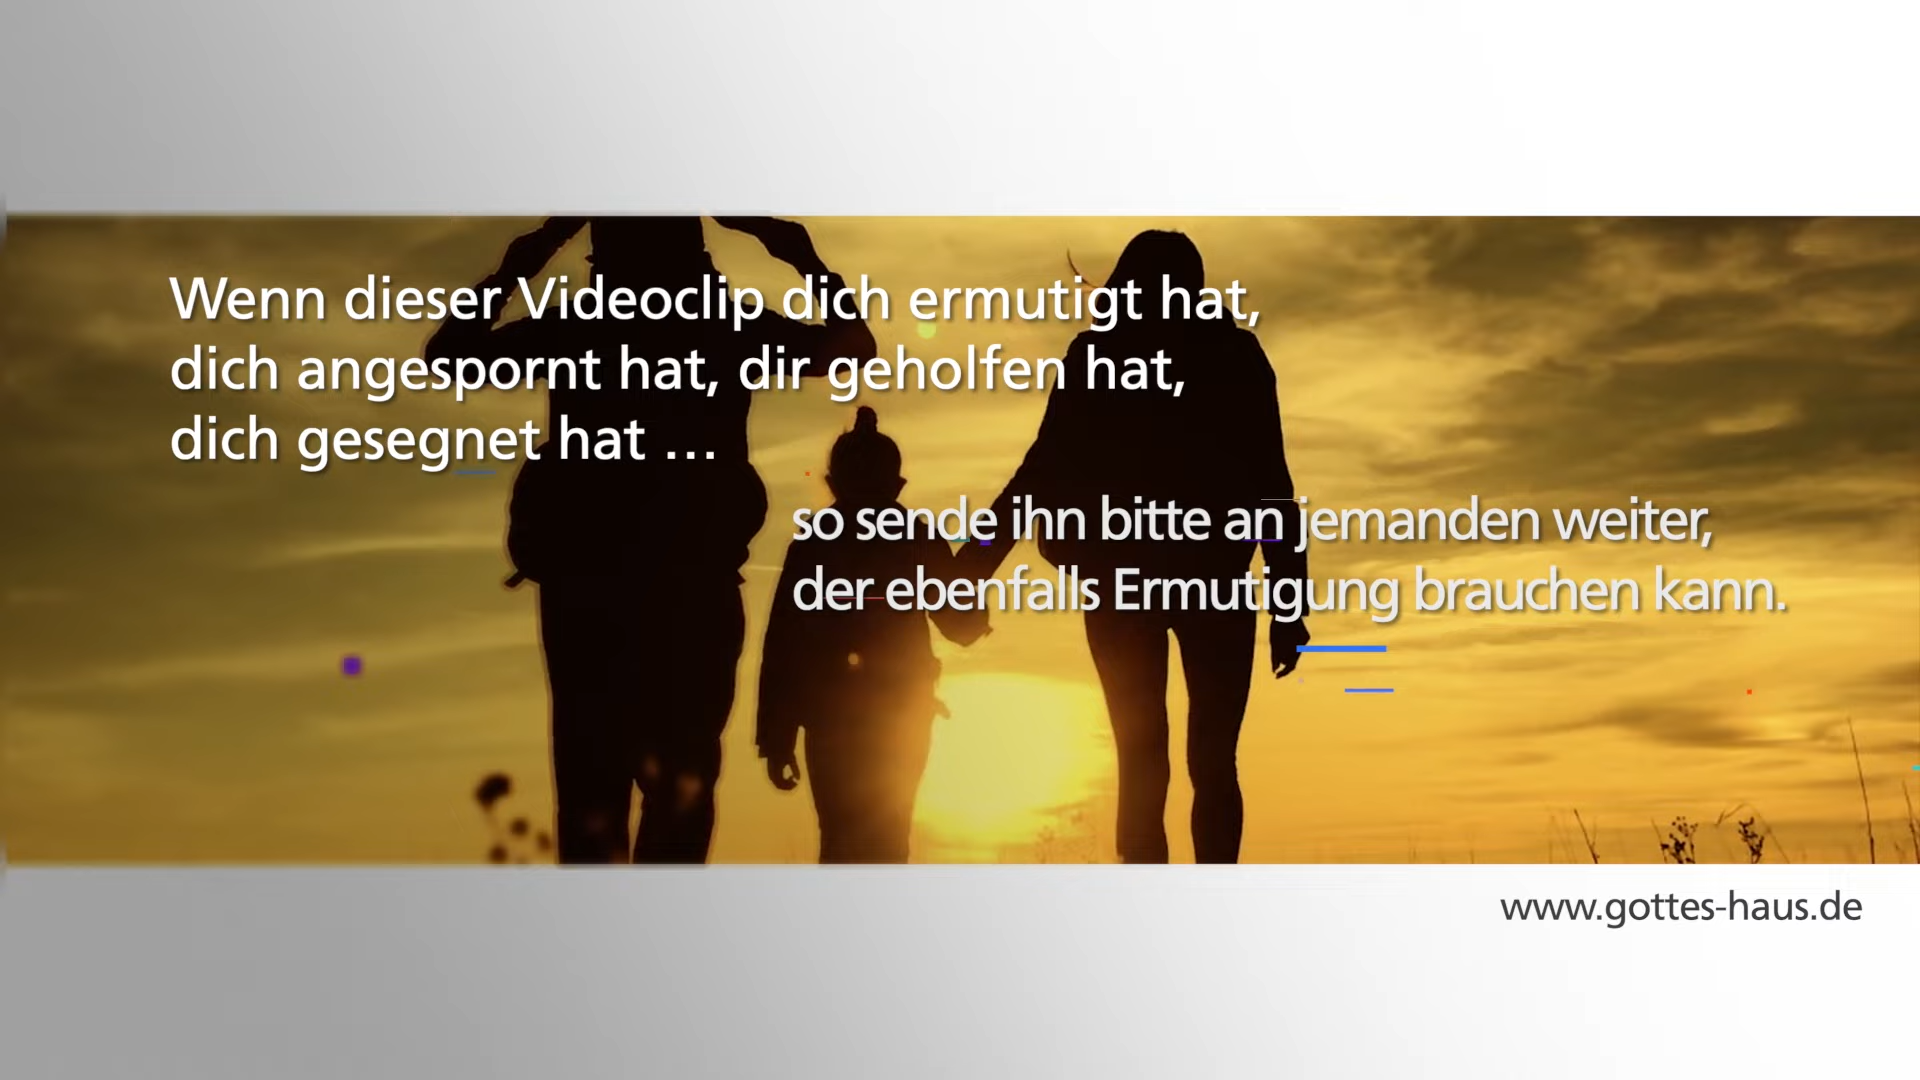 Wenn dieser Videoclip dich ermutigt hat,
dich angespornt hat, dir geholfen hat,
dich gesegnet hat ...
so sende ihn bitte an jemanden weiter,
der ebenfalls Ermutigung brauchen kann.
www.gottes-haus.de